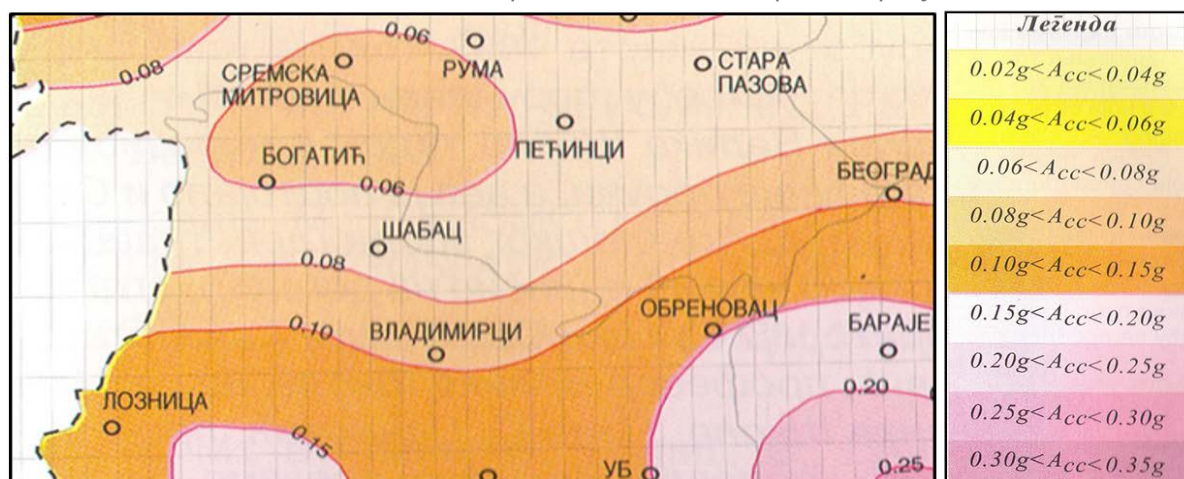 0.06
0.08
СРЕМСКА
МИТРОВИЦА
РУМА
СТАРА
ПАЗОВА
ПЕЋИНЦИ
БОГАТИЋ
0.06
БЕОГРАД
ШАБАЦ
0.08
0.10
ВЛАДИМИРЦИ
ОБРЕНОВАЦ
БАРАЈЕ
ЛОЗНИЦА
0.20
0.15
УБ
0.25
Легенда
0.02g< Acc< 0.04g
0.04g< Acc< 0.06g
0.06< Acc< 0.08g
0.08g< Acc< 0.10g
0.10g< Acc< 0.15g
0.15g< Acc< 0.20g
0.20g< Acc< 0.25g
0.25g< Acc< 0.30g
0.30g< Acc< 0.35g